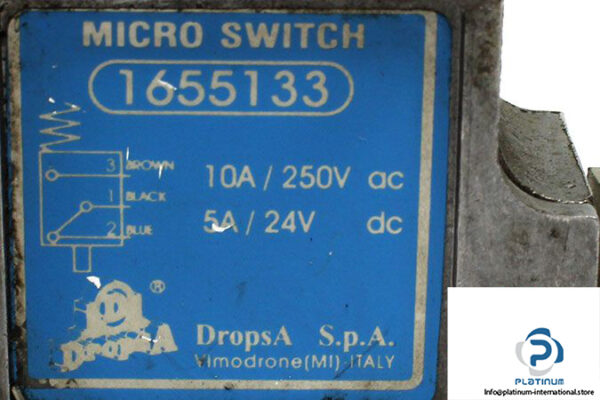 MICRO SWITCH
1655133
3 BROWN
1 BLACK
2 BLUE
10A / 250V ac
5A / 24V dc
®
DropsA
DropsA S.p.A.
Vimodrone(MI)-ITALY
PLATINUM
info@platinum-international.store